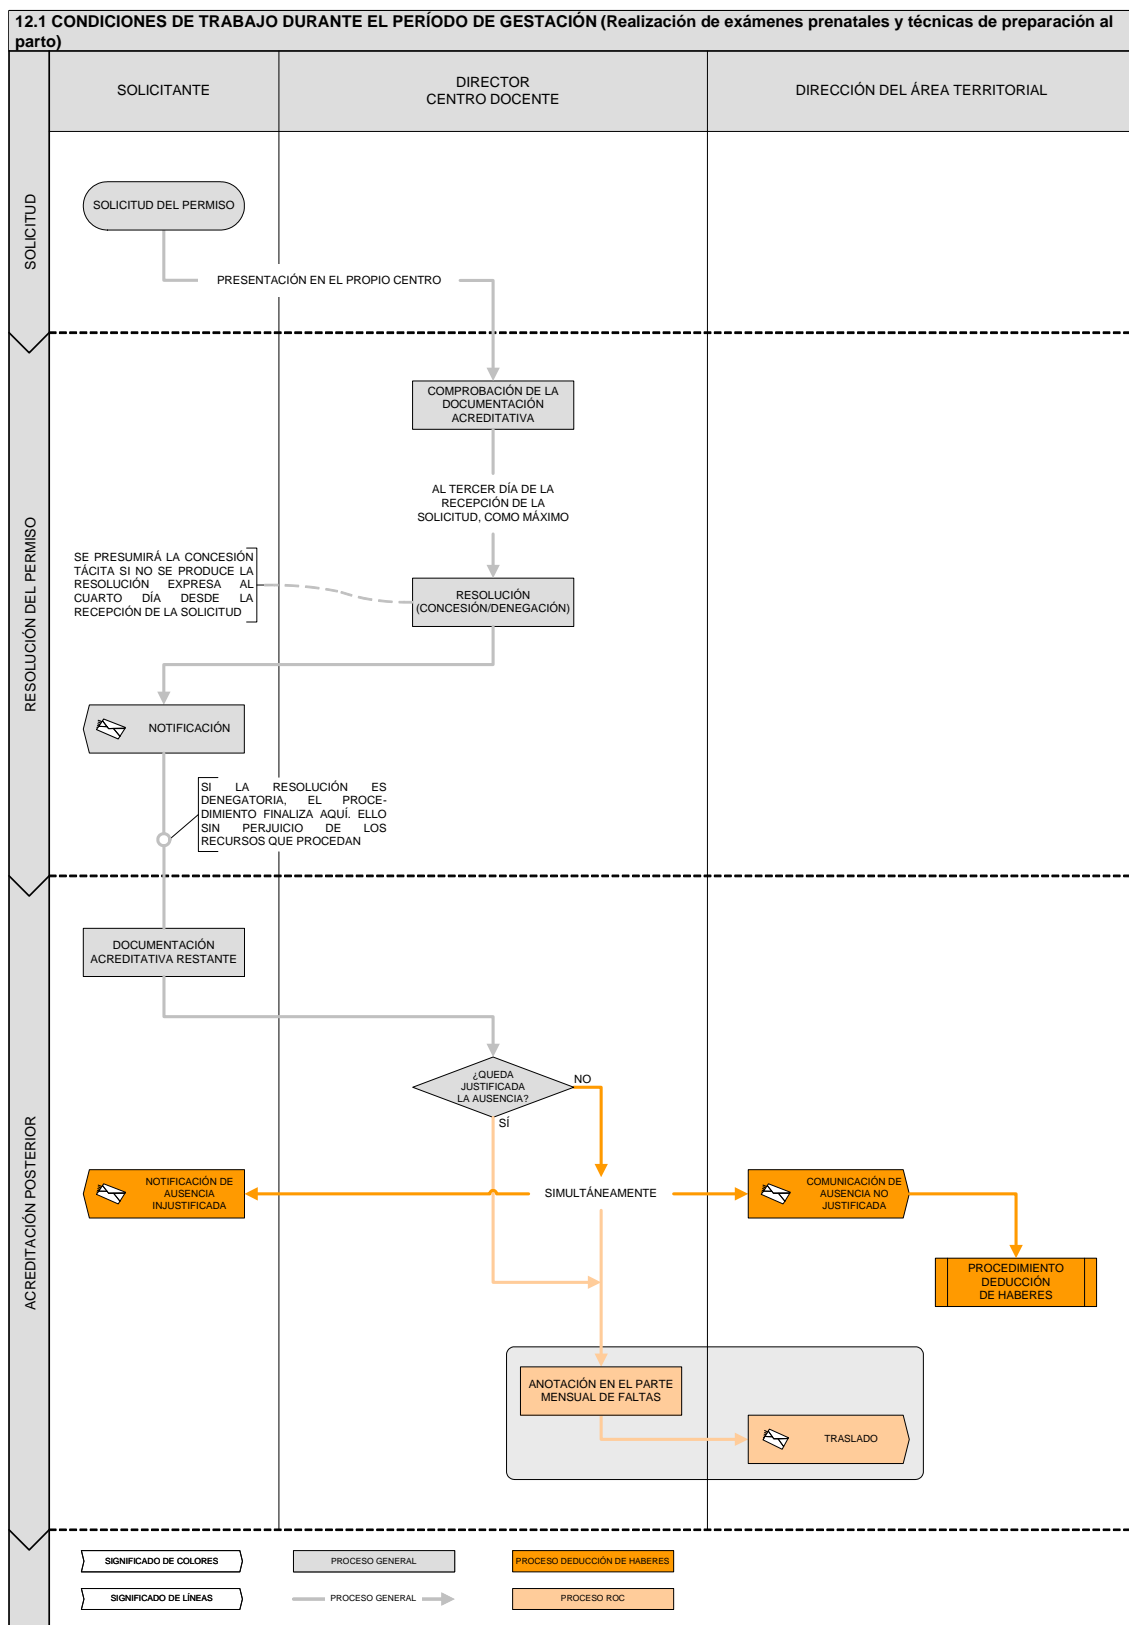 12.1 CONDICIONES DE TRABAJO DURANTE EL PERÍODO DE GESTACIÓN (Realización de exámenes prenatales y técnicas de preparación al
parto)
SOLICITANTE
DIRECTOR
CENTRO DOCENTE
DIRECCIÓN DEL ÁREA TERRITORIAL
SOLICITUD
SOLICITUD DEL PERMISO
PRESENTACIÓN EN EL PROPIO CENTRO
RESOLUCIÓN DEL PERMISO
COMPROBACIÓN DE LA
DOCUMENTACIÓN
ACREDITATIVA
AL TERCER DÍA DE LA
RECEPCIÓN DE LA
SOLICITUD, COMO MÁXIMO
SE PRESUMIRÁ LA CONCESIÓN
TÁCITA SI NO SE PRODUCE LA
RESOLUCIÓN EXPRESA AL
CUARTO DÍA DESDE LA
RECEPCIÓN DE LA SOLICITUD
RESOLUCIÓN
(CONCESIÓN/DENEGACIÓN)
NOTIFICACIÓN
SI LA RESOLUCIÓN ES
DENEGATORIA, EL PROCE-
DIMIENTO FINALIZA AQUÍ. ELLO
SIN PERJUICIO DE LOS
RECURSOS QUE PROCEDAN
ACREDITACIÓN POSTERIOR
DOCUMENTACIÓN
ACREDITATIVA RESTANTE
¿QUEDA
JUSTIFICADA
LA AUSENCIA?
NO
SÍ
NOTIFICACIÓN DE
AUSENCIA
INJUSTIFICADA
SIMULTÁNEAMENTE
COMUNICACIÓN DE
AUSENCIA NO
JUSTIFICADA
PROCEDIMIENTO
DEDUCCIÓN
DE HABERES
ANOTACIÓN EN EL PARTE
MENSUAL DE FALTAS
TRASLADO
SIGNIFICADO DE COLORES
PROCESO GENERAL
PROCESO DEDUCCIÓN DE HABERES
SIGNIFICADO DE LÍNEAS
PROCESO GENERAL
PROCESO ROC